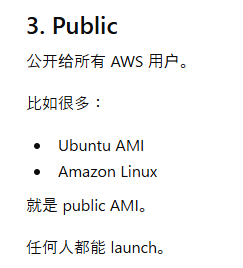 3. Public
公开给所有 AWS 用户。
比如很多：
• Ubuntu AMI
• Amazon Linux
就是 public AMI。
任何人都能 launch。